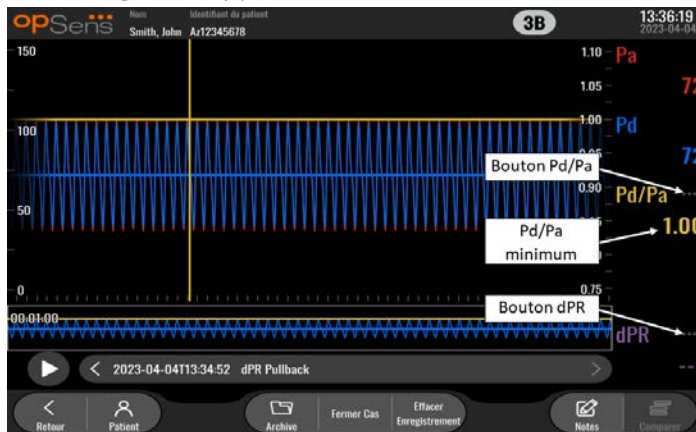 opSens
Nom
Identifiant du patient
Smith, John
Az12345678
3B
13:36:19
2023-04-04
150
1.10
Pa
1.05
72
100
1.00
Pd
0.95
72
Bouton Pd/Pa
0.90
Pd/Pa
---
50
Pd/Pa
minimum
1.00
0
0.75
00:01:00
Bouton dPR
dPR
---
--
2023-04-04T13:34:52 dPR Pullback
Retour
Patient
Archive
Fermer Cas
Effacer
Enregistrement
Notes
Comparer